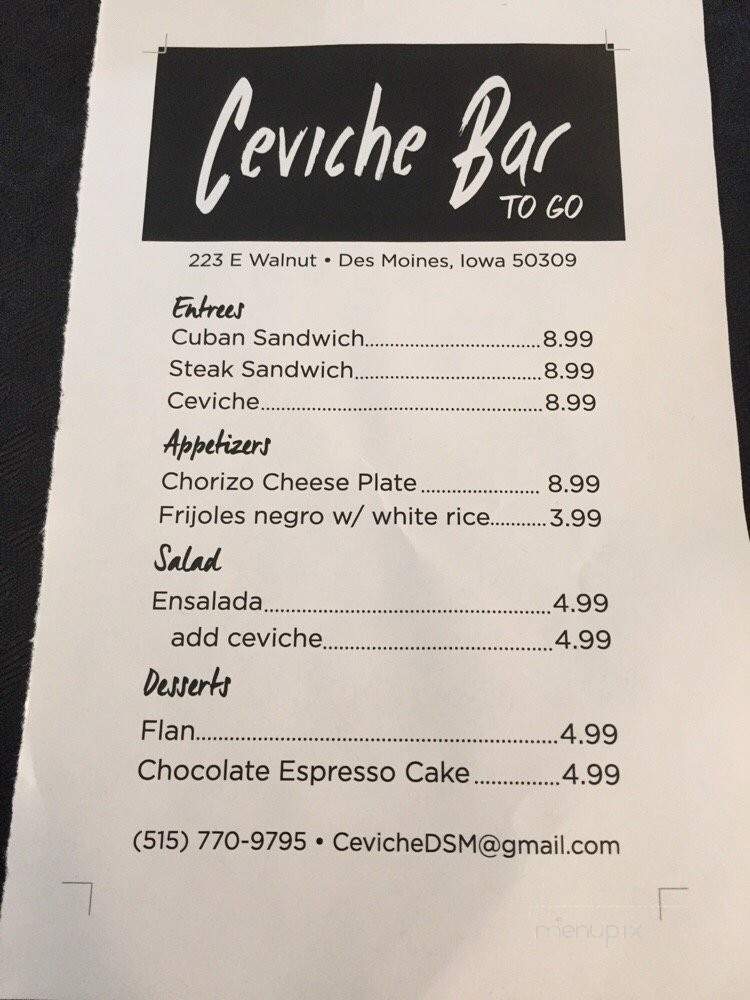 Ceviche Bar
TO GO
223 E Walnut • Des Moines, Iowa 50309
Entrees
Cuban Sandwich..............................8.99
Steak Sandwich................................8.99
Ceviche................................................8.99
Appetizers
Chorizo Cheese Plate.................... 8.99
Frijoles negro w/ white rice..........3.99
Salad
Ensalada.............................................4.99
add ceviche....................................4.99
Desserts
Flan.......................................................4.99
Chocolate Espresso Cake..............4.99
(515) 770-9795 • CevicheDSM@gmail.com
menupix